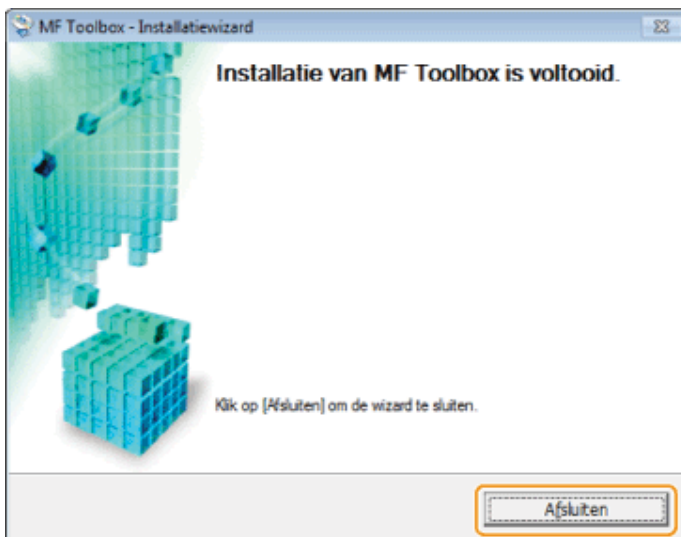 MF Toolbox - Installatiewizard
Installatie van MF Toolbox is voltooid.
Klik op [Afsluiten] om de wizard te sluiten.
Afsluiten